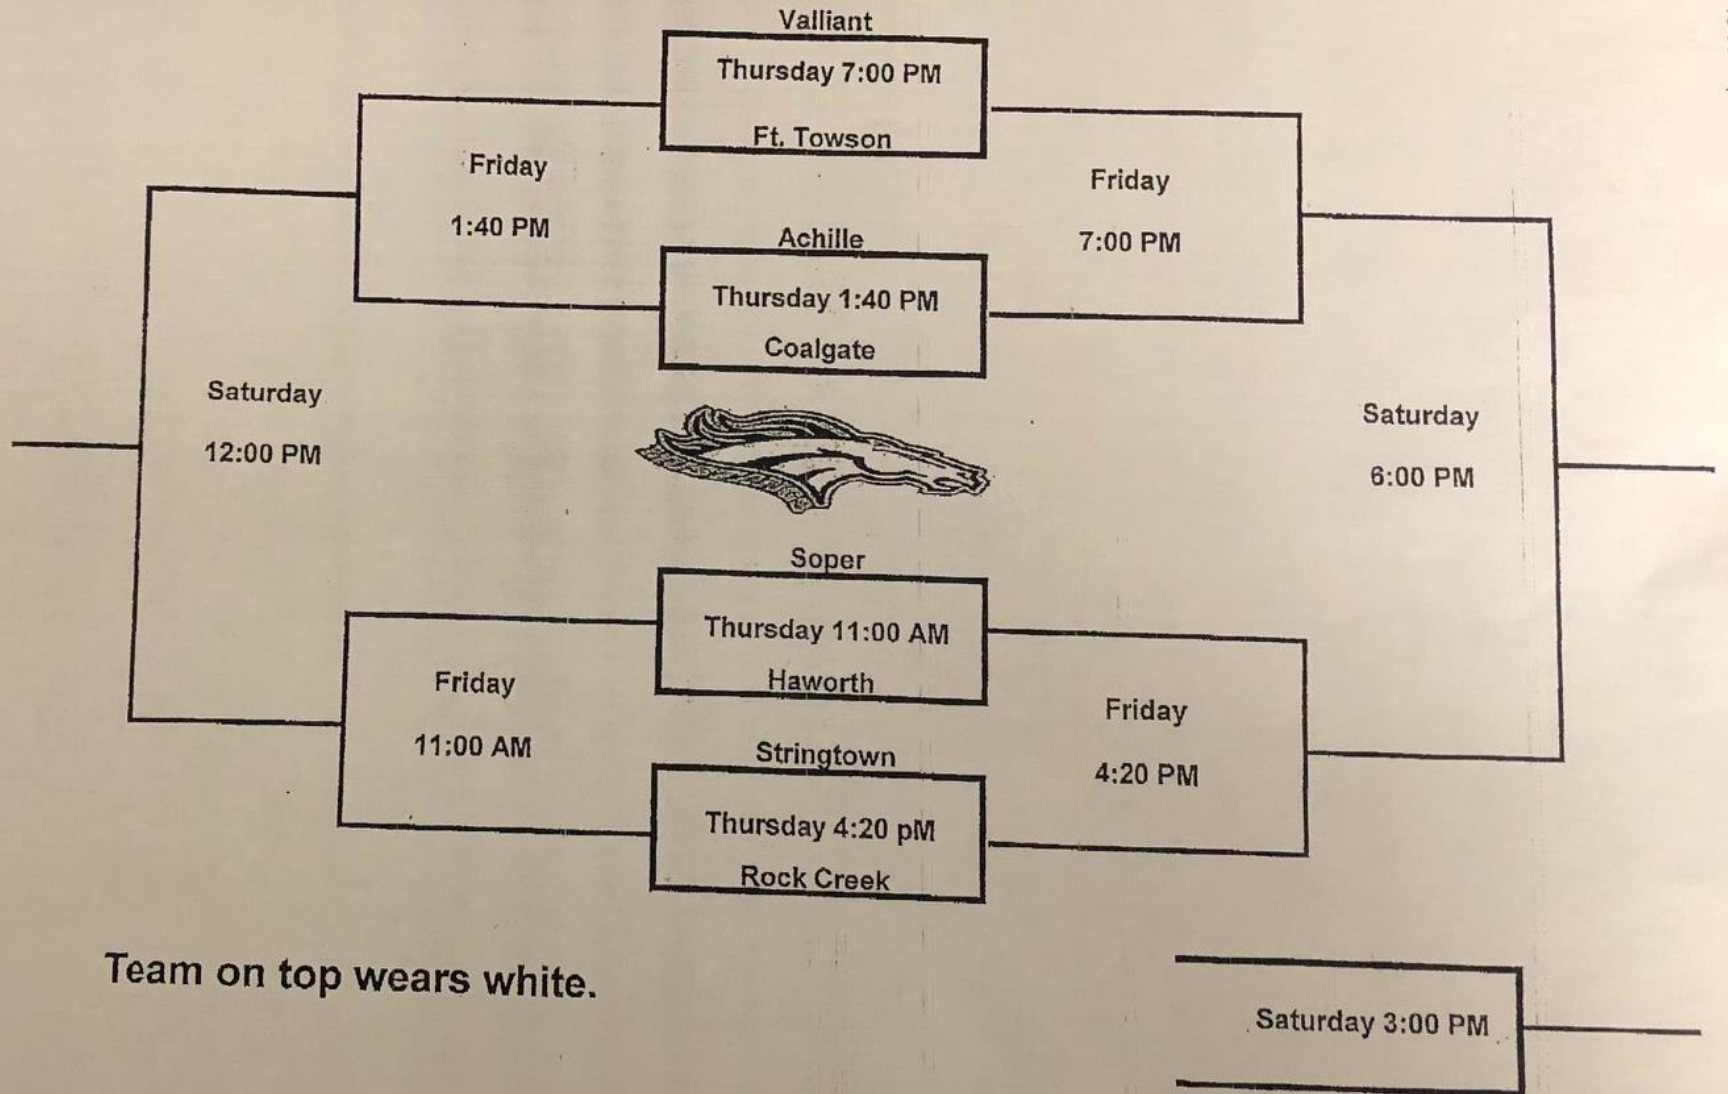 Valliant
Thursday 7:00 PM
Ft. Towson
Friday
1:40 PM
Friday
7:00 PM
Achille
Thursday 1:40 PM
Coalgate
Saturday
12:00 PM
Saturday
6:00 PM
Soper
Thursday 11:00 AM
Haworth
Friday
11:00 AM
Friday
4:20 PM
Stringtown
Thursday 4:20 pM
Rock Creek
Team on top wears white.
Saturday 3:00 PM